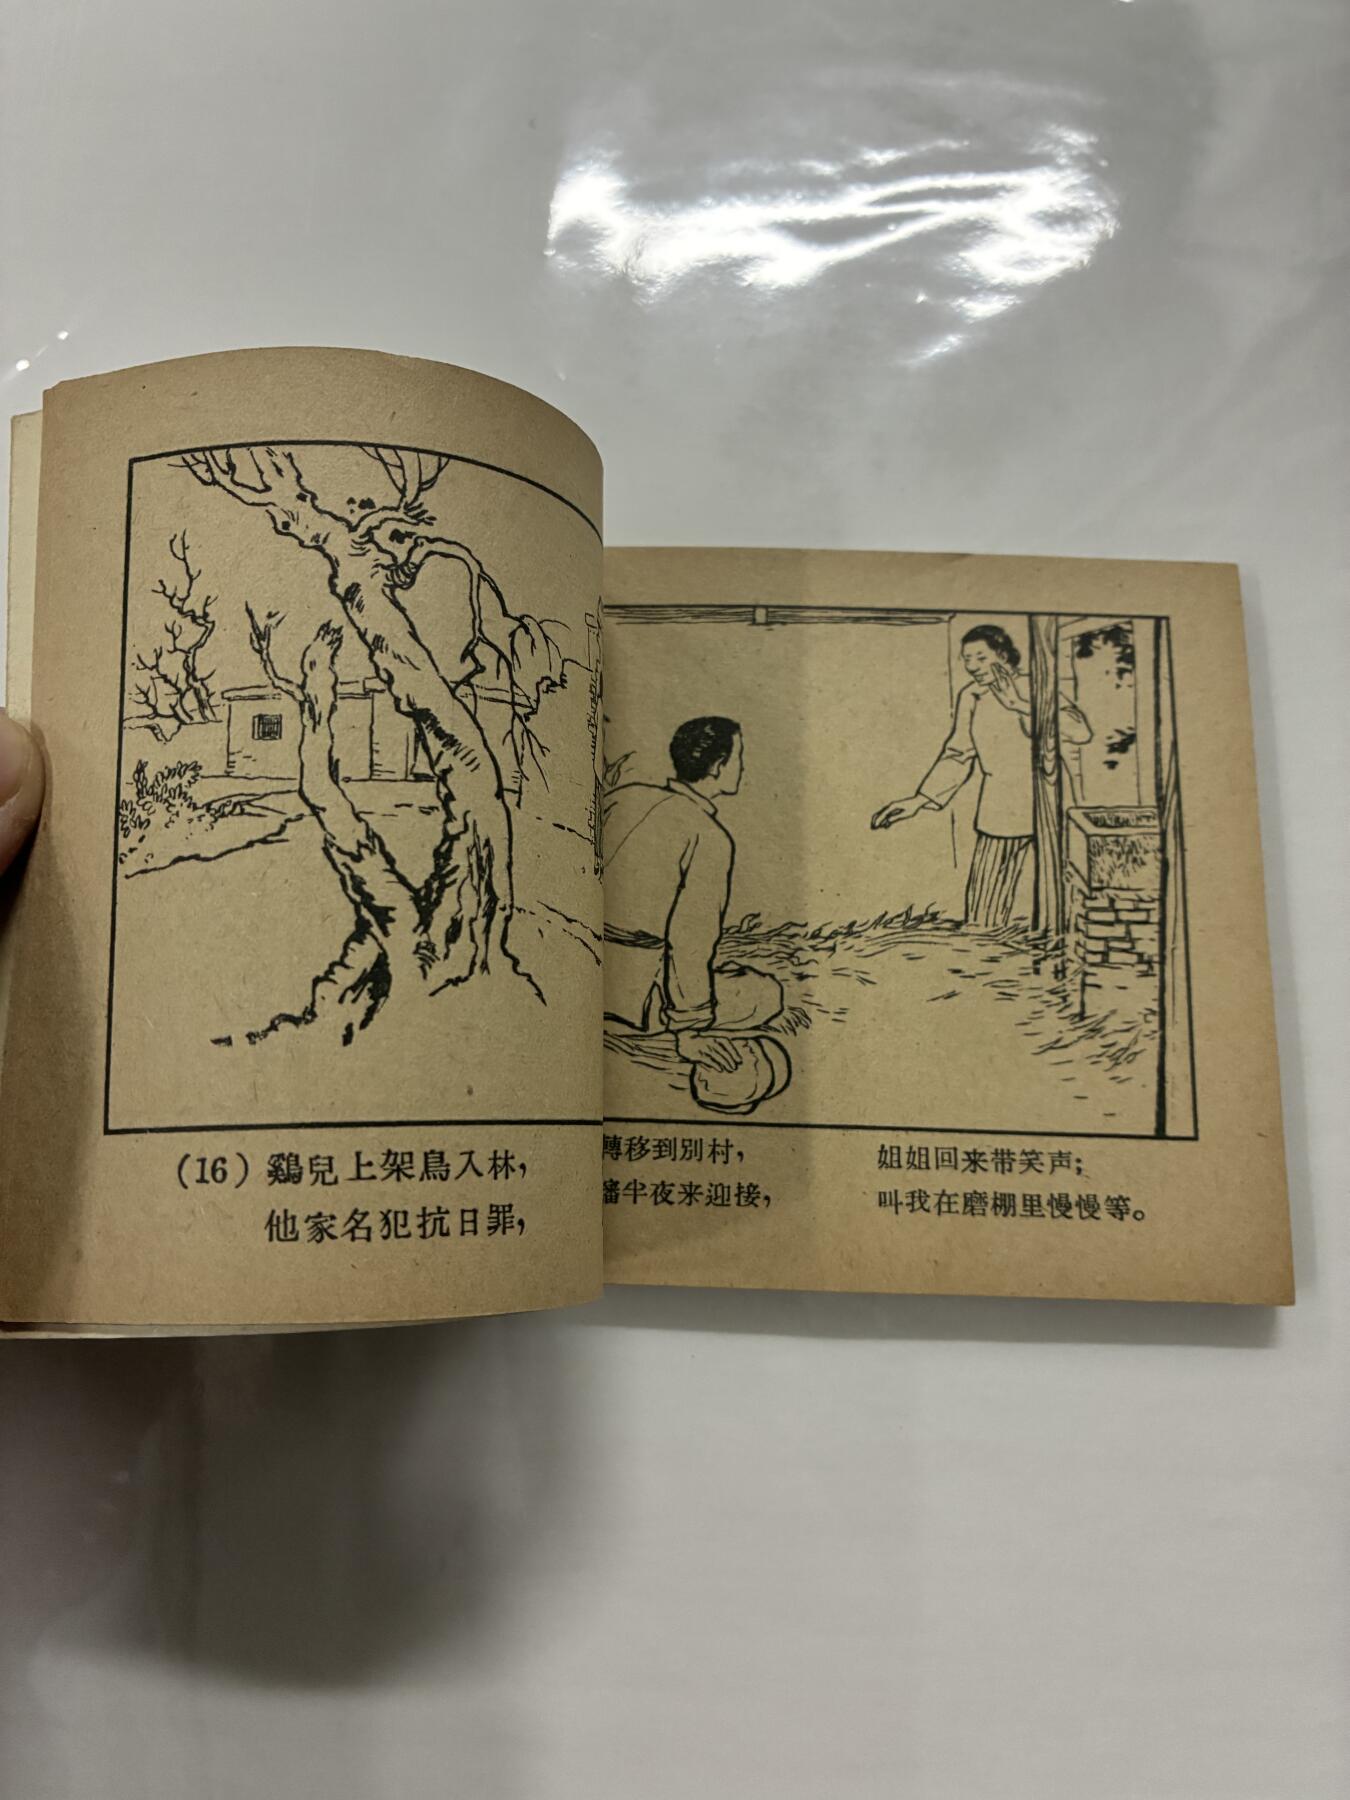 (16) 鷄兒上架鳥入林，
他家名犯抗日罪，
轉移到別村，
半夜来迎接，
姐姐回来带笑声；
叫我在磨棚里慢慢等。